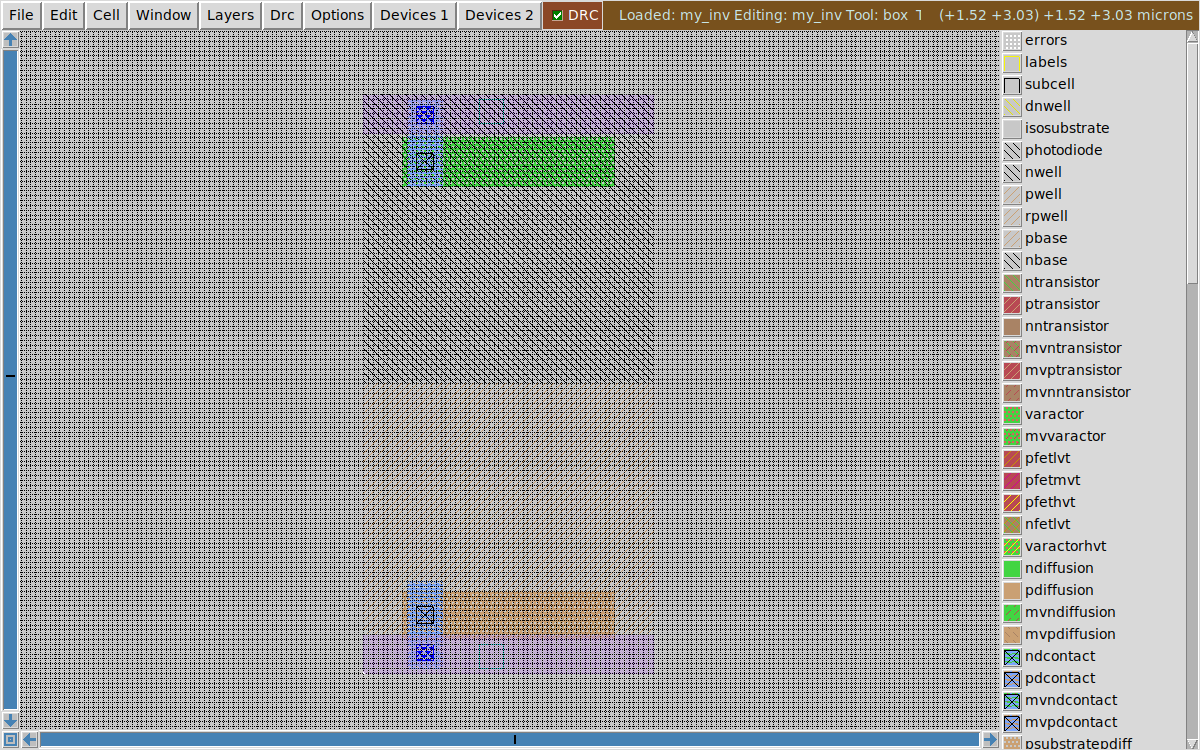 File Edit Cell Window Layers Drc Options Devices 1 Devices 2 DRC Loaded: my_inv Editing: my_inv Tool: box (+1.52 +3.03) +1.52 +3.03 microns
errors
labels
subcell
dnwell
isosubstrate
photodiode
nwell
pwell
rpwell
pbase
nbase
ntransistor
ptransistor
nntransistor
mvntransistor
mvptransistor
mvnntransistor
varactor
mvvaractor
pfetlvt
pfetmvt
pfethvt
nfetlvt
varactorhvt
ndiffusion
pdiffusion
mvndiffusion
mvpdiffusion
ndcontact
pdcontact
mvndcontact
mvpdcontact
psubstratepdiff